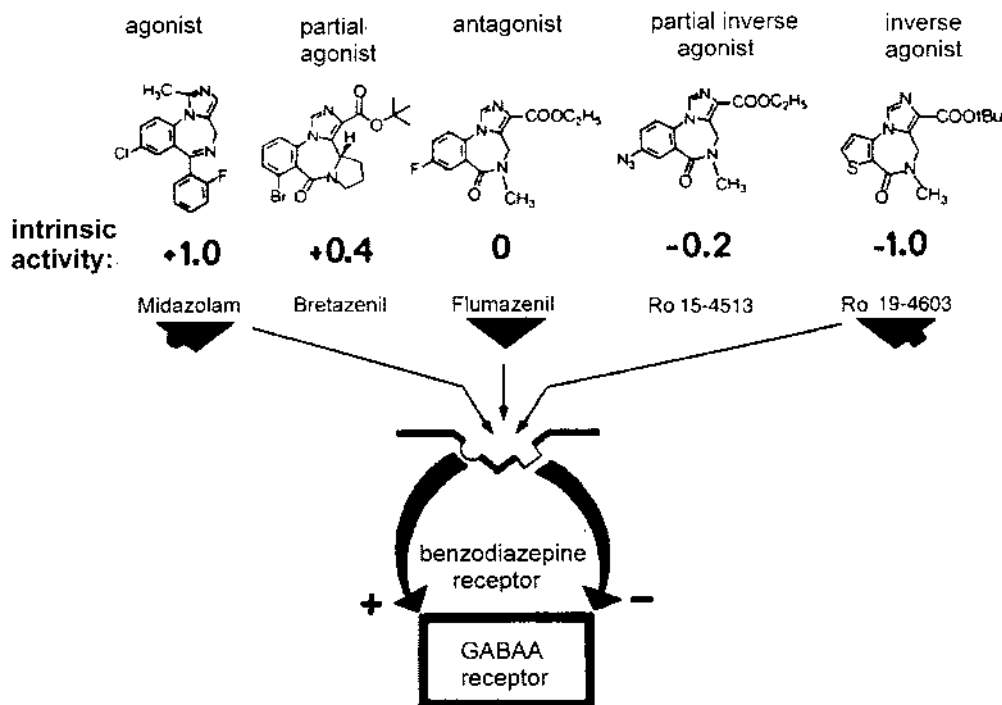 agonist
partial
agonist
antagonist
partial inverse
agonist
inverse
agonist
H₃C
N
N
N
Cl
F
N
O
O
N
H
N
Br
O
N
COOC₂H₅
N
F
N
O
CH₃
N
COOC₂H₅
N
N₃
N
O
CH₃
N
COOtBu
N
S
N
O
CH₃
intrinsic
activity:
+1.0
+0.4
0
-0.2
-1.0
Midazolam
Bretazenil
Flumazenil
Ro 15-4513
Ro 19-4603
benzodiazepine
receptor
+
-
GABAA
receptor